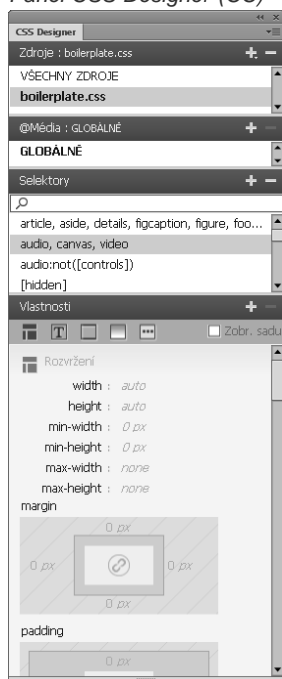 Panel CSS Designer (CC)
CSS Designer
Zdroje : boilerplate.css
VŠECHNY ZDROJE
boilerplate.css
@Média : GLOBÁLNĚ
GLOBÁLNĚ
Selektory
article, aside, details, figcaption, figure, foo...
audio, canvas, video
audio:not([controls])
[hidden]
Vlastnosti
T Zobr. sadu
Rozvržení
width : auto
height : auto
min-width : 0 px
min-height : 0 px
max-width : none
max-height : none
margin
0 px
0 px 0 px
0 px
padding
0 px